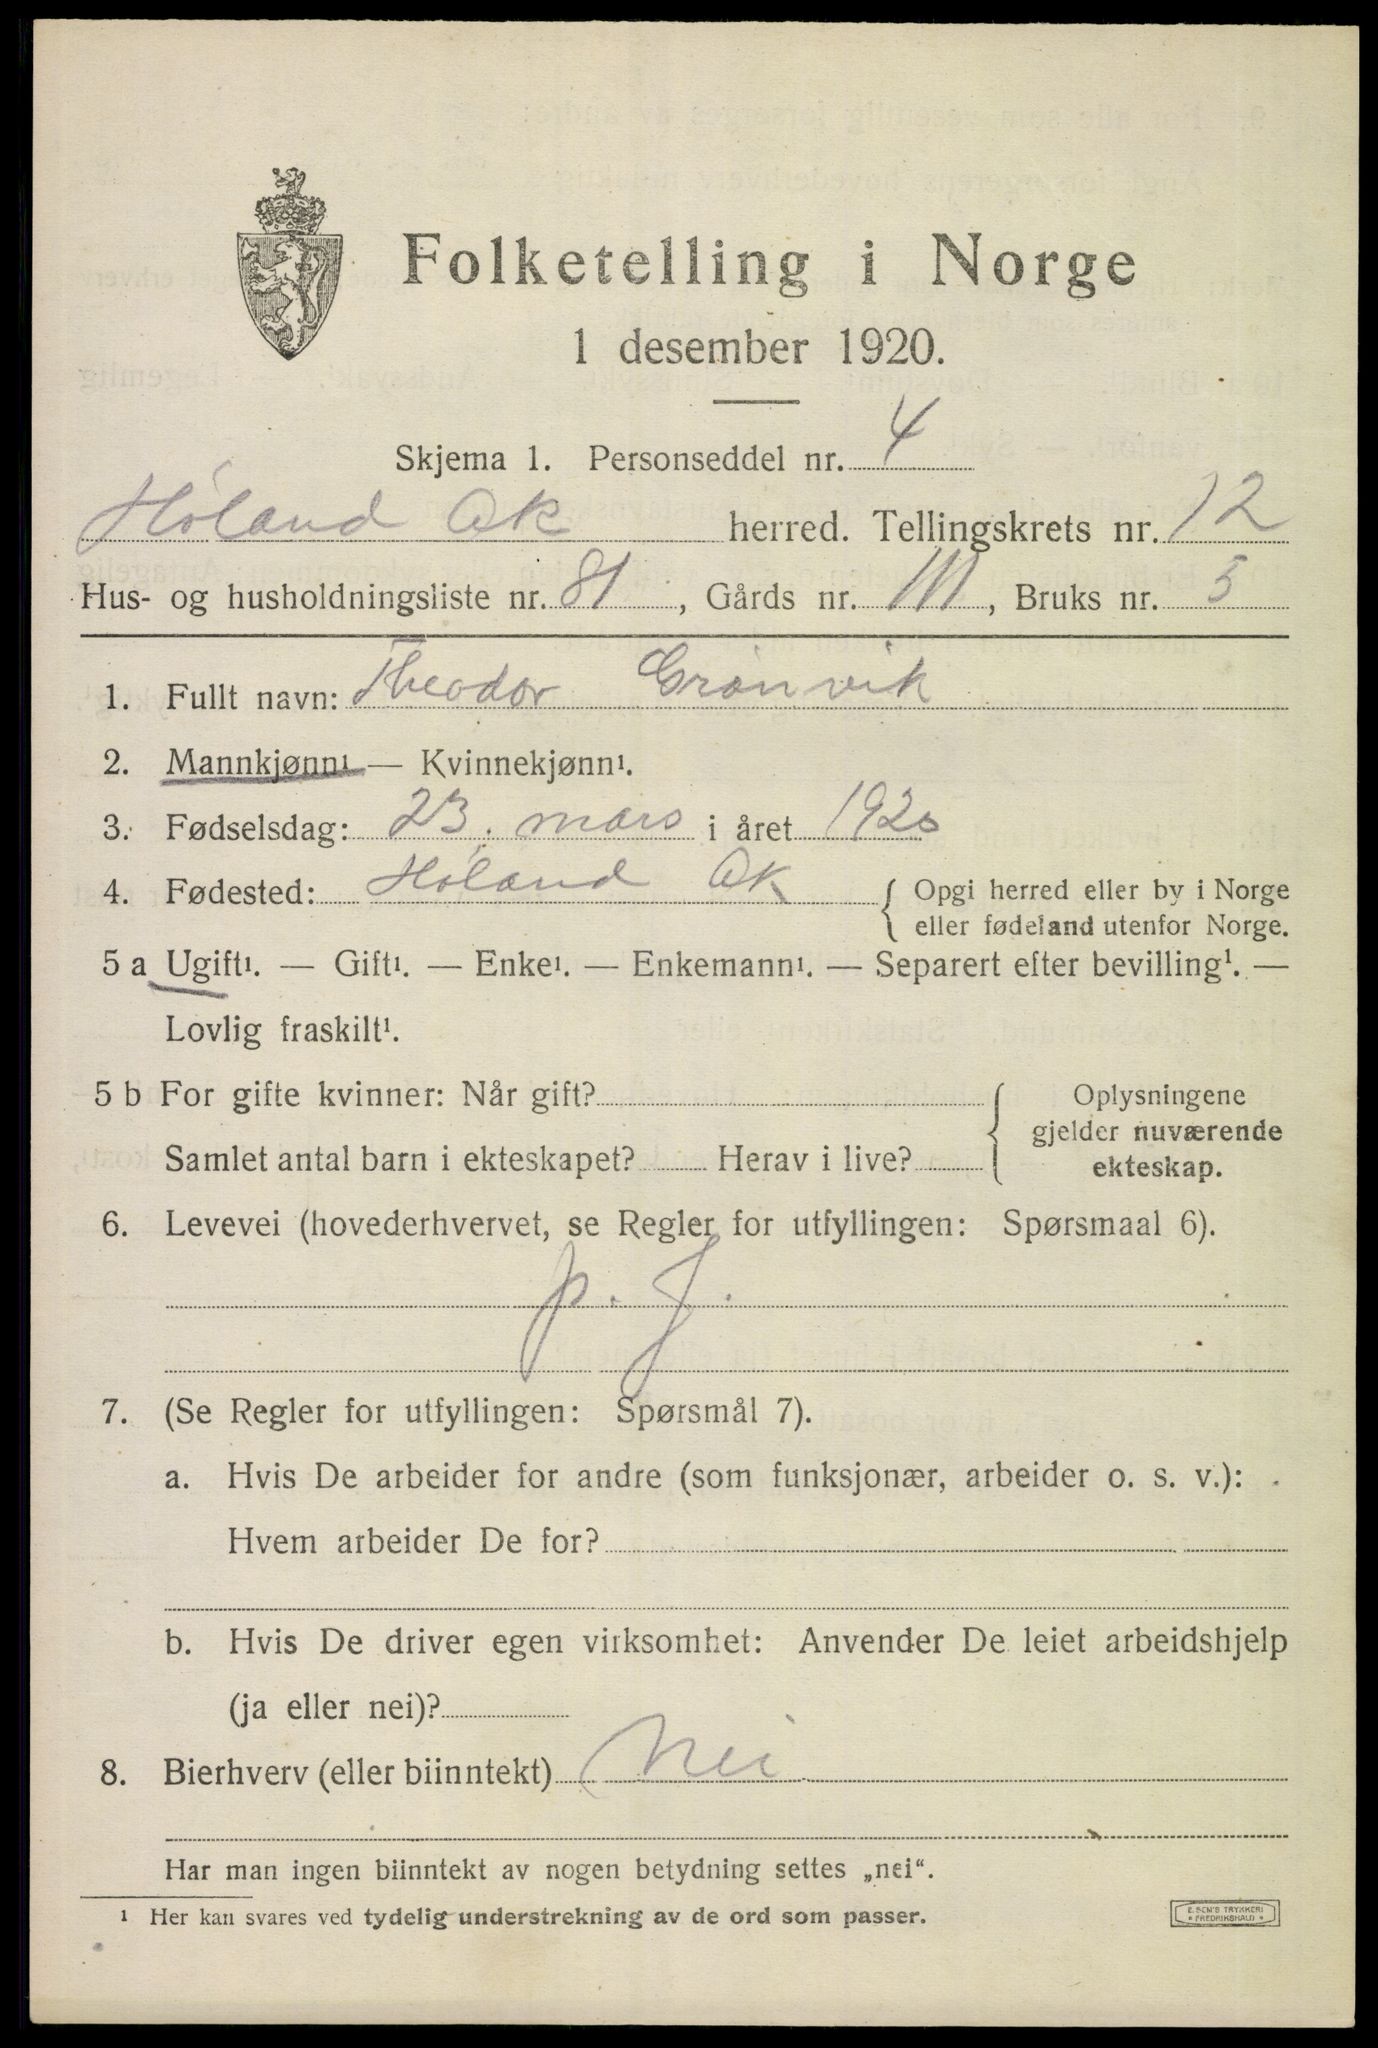 Folketelling i Norge
1 desember 1920.
Skjema 1. Personseddel nr. 4
Høland Ak herred. Tellingskrets nr. 12
Hus- og husholdningsliste nr. 81, Gårds nr. 111, Bruks nr. 5
1. Fullt navn: Theodor Grønvik
2. Mannkjønn¹ — Kvinnekjønn¹.
3. Fødselsdag: 23. mars i året 1920
4. Fødested: Høland Ak { Opgi herred eller by i Norge
eller fødeland utenfor Norge.
5 a Ugift¹. — Gift¹. — Enke¹. — Enkemann¹. — Separert efter bevilling¹. —
Lovlig fraskilt¹.
5 b For gifte kvinner: Når gift? { Oplysningene
gjelder nuværende
Samlet antal barn i ekteskapet? Herav i live? ekteskap.
6. Levevei (hovederhvervet, se Regler for utfyllingen: Spørsmaal 6).
p. J.
7. (Se Regler for utfyllingen: Spørsmål 7).
a. Hvis De arbeider for andre (som funksjonær, arbeider o. s. v.):
Hvem arbeider De for?
b. Hvis De driver egen virksomhet: Anvender De leiet arbeidshjelp
(ja eller nei)?
8. Bierhverv (eller biinntekt) Nei
Har man ingen biinntekt av nogen betydning settes „nei“.
¹ Her kan svares ved tydelig understrekning av de ord som passer.
E. SEM'S TRYKKERI
* FREDRIKSHALD *